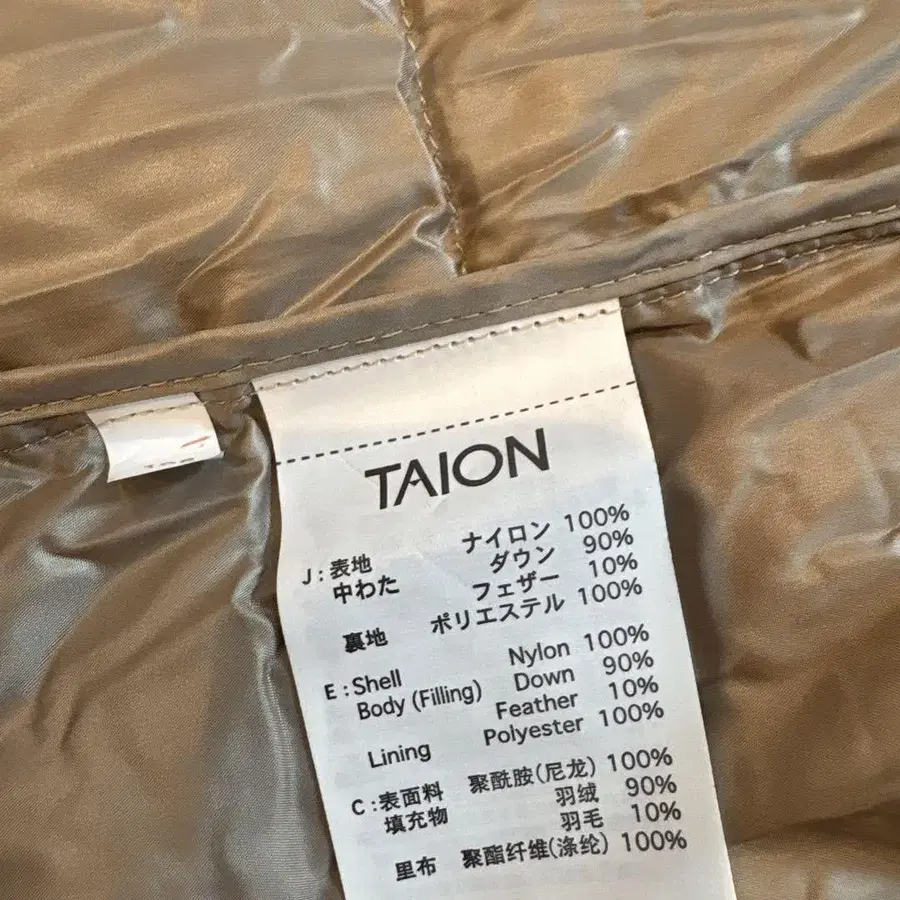 TAION
J:表地 ナイロン 100%
中わた ダウン 90%
フェザー 10%
裏地 ポリエステル 100%
E:Shell Nylon 100%
Body (Filling) Down 90%
Feather 10%
Lining Polyester 100%
C:表面料 聚酰胺(尼龙) 100%
填充物 羽绒 90%
羽毛 10%
里布 聚酯纤维(涤纶) 100%